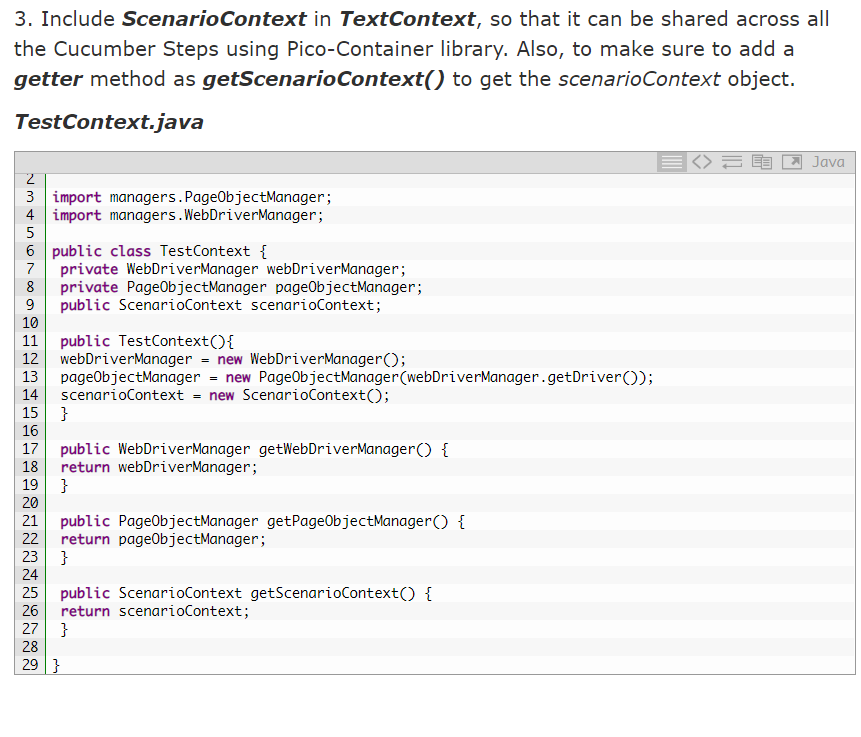 3. Include ScenarioContext in TextContext, so that it can be shared across all
the Cucumber Steps using Pico-Container library. Also, to make sure to add a
getter method as getScenarioContext() to get the scenarioContext object.
TestContext.java
Java
2
3 import managers.PageObjectManager;
4 import managers.WebDriverManager;
5
6 public class TestContext {
7 private WebDriverManager webDriverManager;
8 private PageObjectManager pageObjectManager;
9 public ScenarioContext scenarioContext;
10
11 public TestContext(){
12 webDriverManager = new WebDriverManager();
13 pageObjectManager = new PageObjectManager(webDriverManager.getDriver());
14 scenarioContext = new ScenarioContext();
15 }
16
17 public WebDriverManager getWebDriverManager() {
18 return webDriverManager;
19 }
20
21 public PageObjectManager getPageObjectManager() {
22 return pageObjectManager;
23 }
24
25 public ScenarioContext getScenarioContext() {
26 return scenarioContext;
27 }
28
29 }